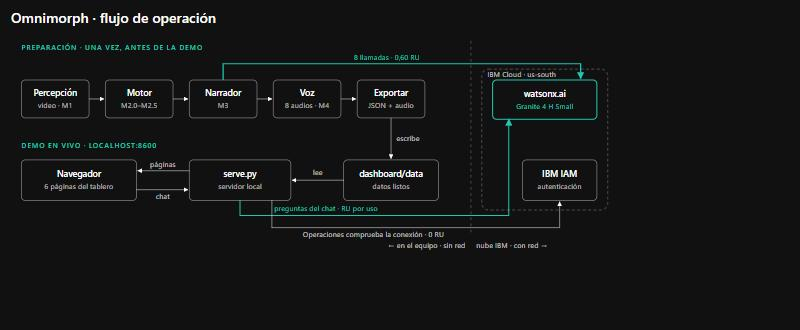 Omnimorph · flujo de operación
PREPARACIÓN · UNA VEZ, ANTES DE LA DEMO
8 llamadas · 0,60 RU
IBM Cloud · us-south
Percepción
vídeo · M1
Motor
M2.0–M2.5
Narrador
M3
Voz
8 audios · M4
Exportar
JSON + audio
watsonx.ai
Granite 4 H Small
escribe
DEMO EN VIVO · LOCALHOST:8600
Navegador
6 páginas del tablero
páginas
chat
serve.py
servidor local
lee
dashboard/data
datos listos
IBM IAM
autenticación
preguntas del chat · RU por uso
Operaciones comprueba la conexión · 0 RU
← en el equipo · sin red
nube IBM · con red →